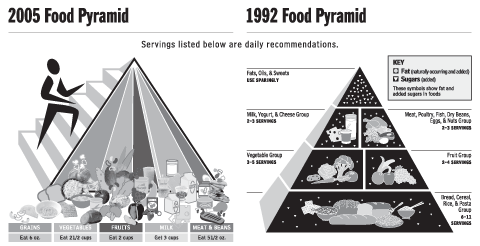 2005 Food Pyramid
1992 Food Pyramid
Servings listed below are daily recommendations.
GRAINS
Eat 6 oz.
VEGETABLES
Eat 21/2 cups
FRUITS
Eat 2 cups
MILK
Eat 3 cups
MEAT & BEANS
Eat 51/2 oz.
KEY
Fat (naturally occurring and added)
Sugars (added)
These symbols show fat and
added sugars in foods
Fats, Oils, & Sweets
USE SPARINGLY
Milk, Yogurt, & Cheese Group
2-3 SERVINGS
Meat, Poultry, Fish, Dry Beans,
Eggs, & Nuts Group
2-3 SERVINGS
Vegetable Group
3-5 SERVINGS
Fruit Group
2-4 SERVINGS
Bread, Cereal,
Rice, & Pasta
Group
6-11
SERVINGS